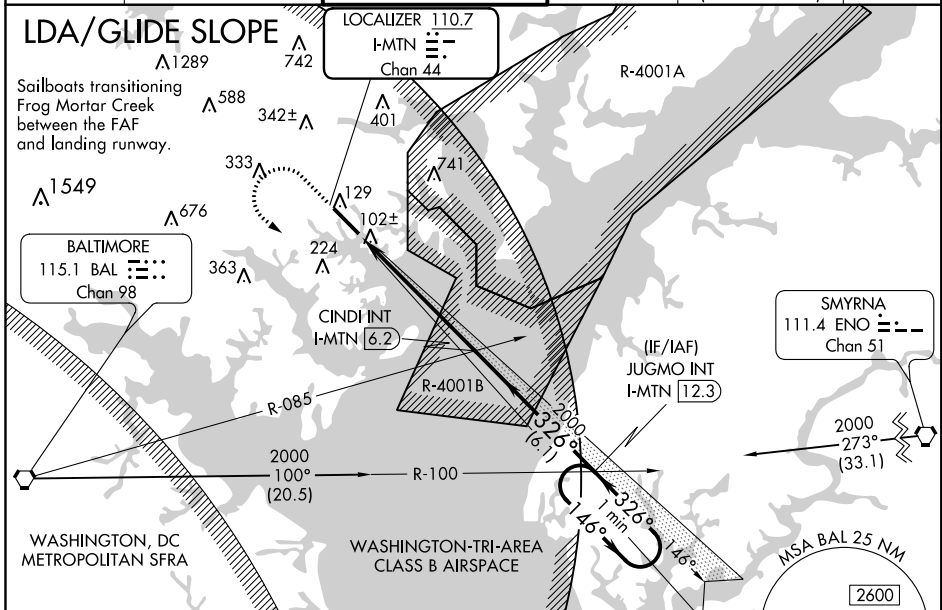 LDA/GLIDE SLOPE
Sailboats transitioning
Frog Mortar Creek
between the FAF
and landing runway.
LOCALIZER 110.7
I-MTN
Chan 44
1289
742
588
342±
401
R-4001A
333
741
1549
129
676
102±
224
363
BALTIMORE
115.1 BAL
Chan 98
CINDI INT
I-MTN 6.2
R-4001B
(IF/IAF)
JUGMO INT
I-MTN 12.3
SMYRNA
111.4 ENO
Chan 51
R-085
2000
326°
(6.1)
2000
273°
(33.1)
2000
100°
(20.5)
R-100
326°
1 min
146°
146°
WASHINGTON, DC
METROPOLITAN SFRA
WASHINGTON-TRI-AREA
CLASS B AIRSPACE
MSA BAL 25 NM
2600